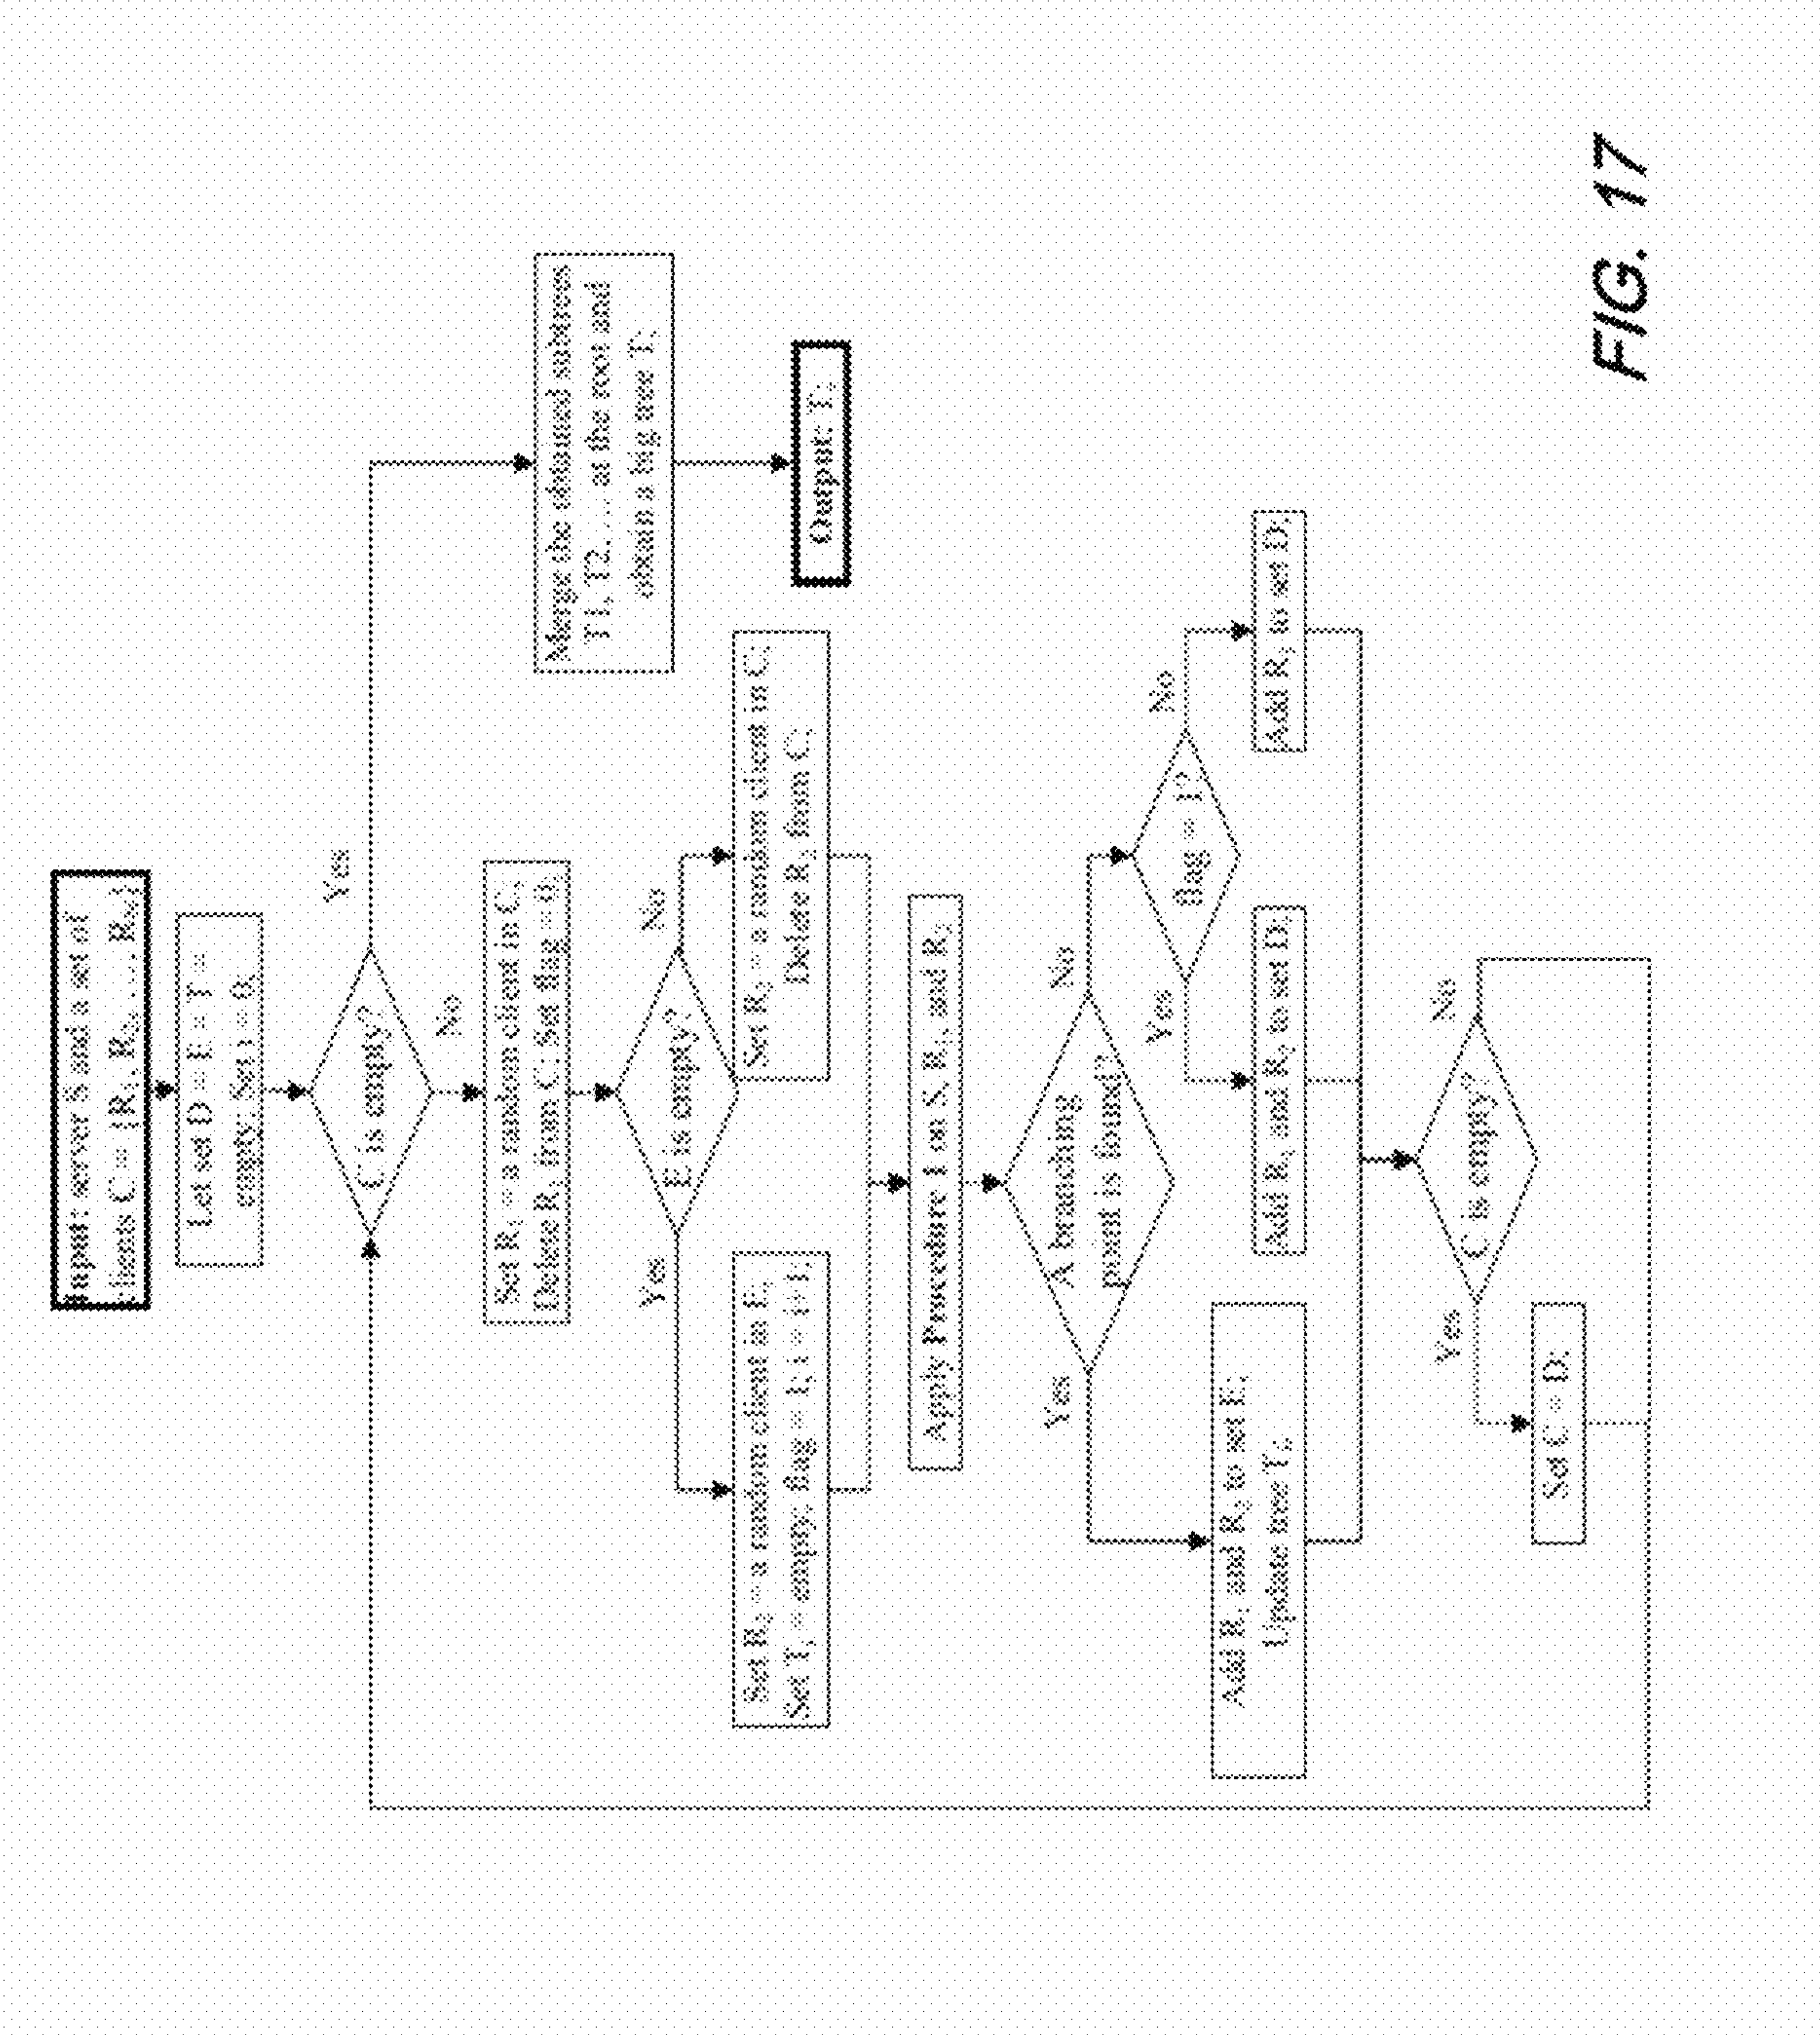 Input: server S and a set of
clients C = {R₁, R₂, … R_N}
Let set D = E = T =
empty. Set i = 0.
C is empty?
Yes
No
Set R₁ = a random client in C;
Delete R₁ from C; Set flag = 0;
E is empty?
Yes
No
Set R₂ = a random client in E;
Set Tᵢ = empty, flag = 1; i = i+1;
Set R₂ = a random client in C;
Delete R₂ from C;
Apply Procedure I on S, R₁, and R₂
A branching
point is found?
Yes
No
Add R₁ and R₂ to set E;
Update tree Tᵢ;
flag = 1?
Yes
No
Add R₁ and R₂ to set D;
Add R₁ to set D;
C is empty?
Yes
No
Set C = D;
Merge the obtained subtrees
T1, T2, … at the root and
obtain a big tree T;
Output: T;
FIG. 17